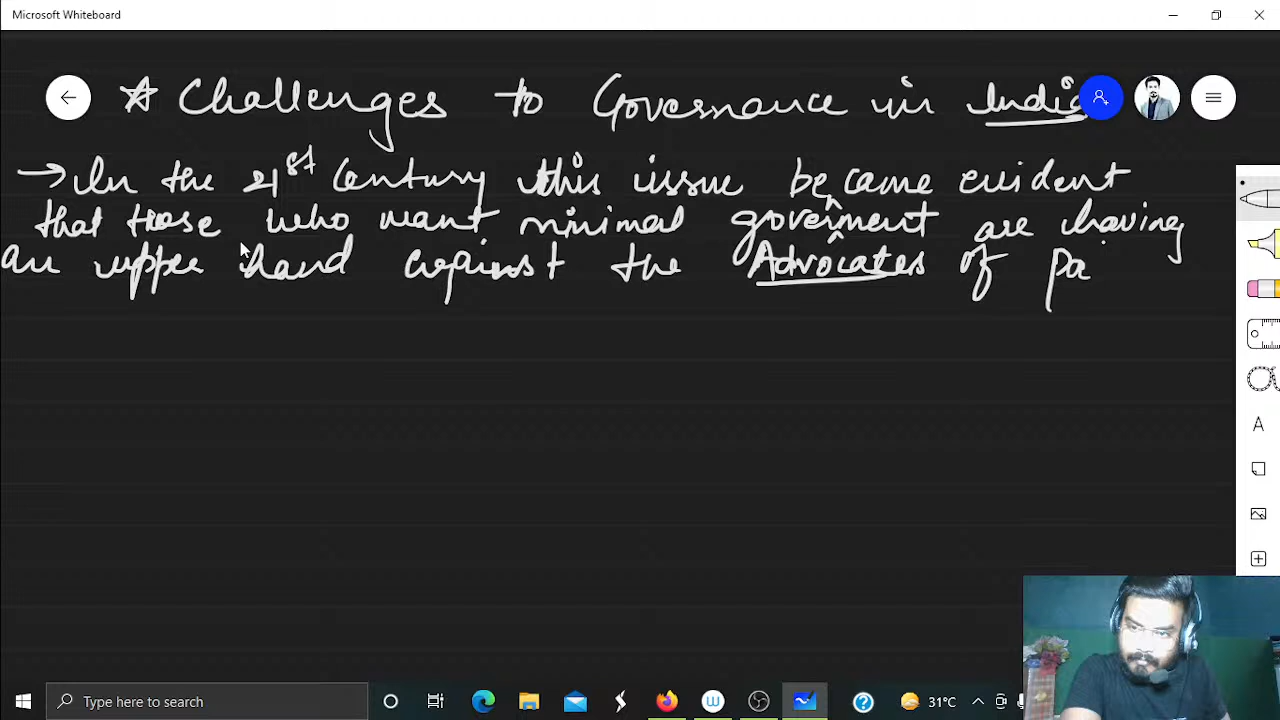 Microsoft Whiteboard
☆ Challenges to Governance in India
→ In the 21st Century this issue became evident
that those who want minimal government are having
an upper hand against the Advocates of pa
A
Type here to search
31°C